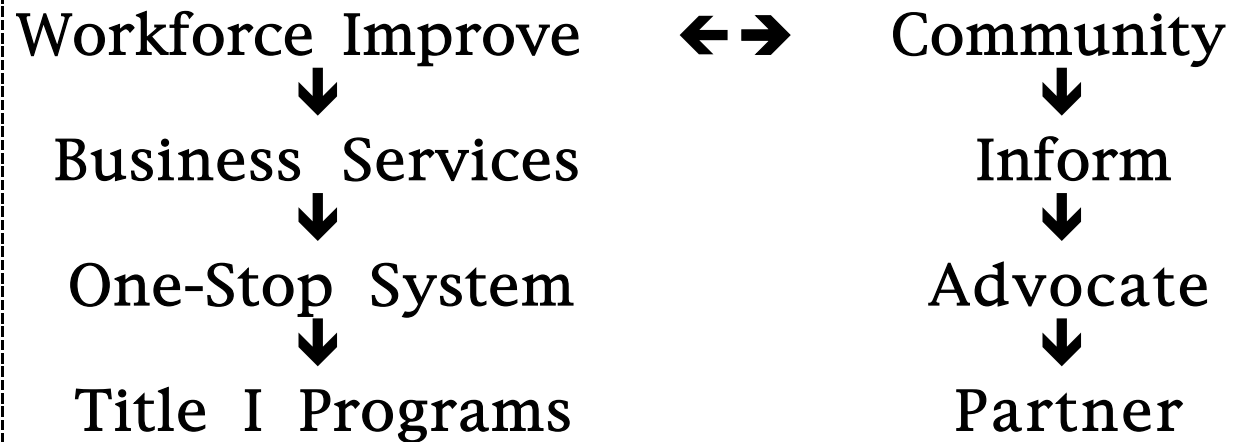 Workforce Improve ←→ Community
↓ ↓
Business Services Inform
↓ ↓
One-Stop System Advocate
↓ ↓
Title I Programs Partner